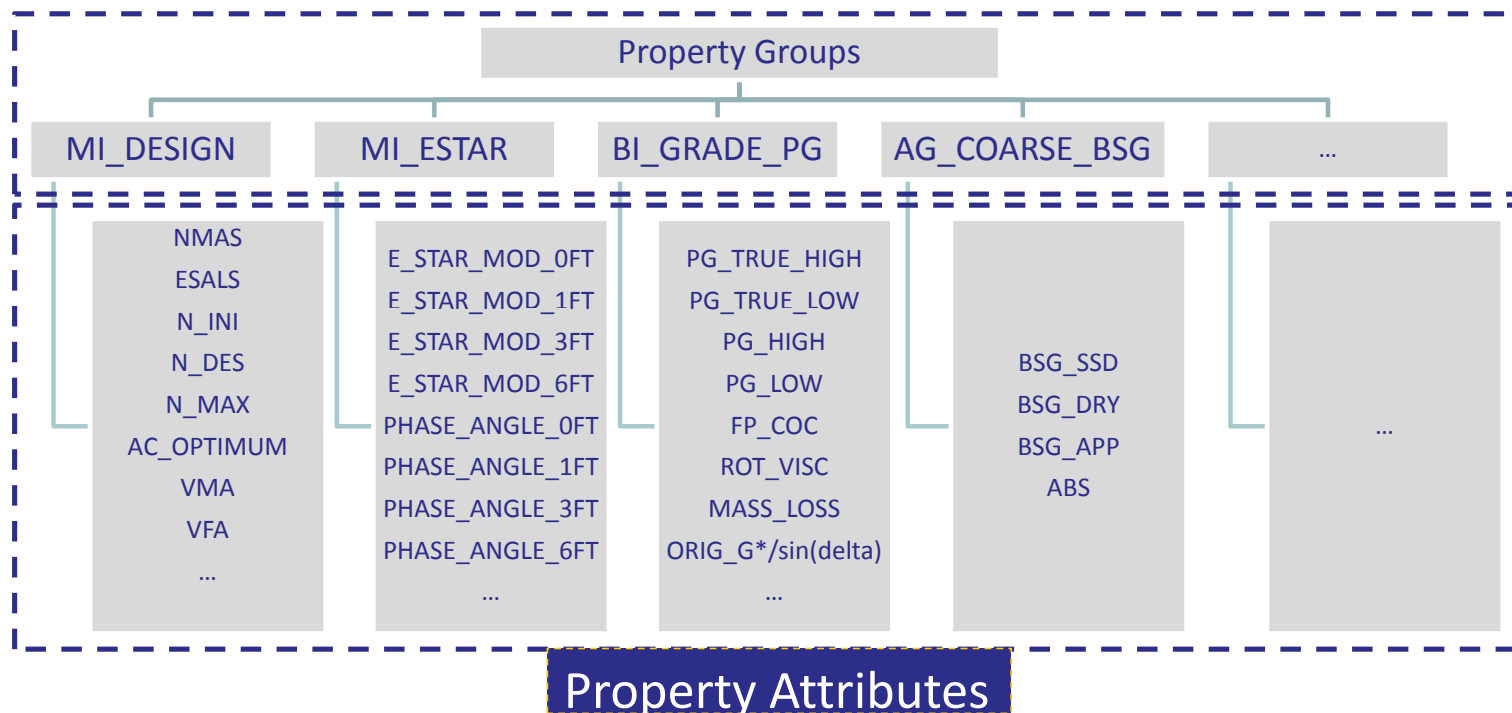 Property Groups
MI_DESIGN
MI_ESTAR
BI_GRADE_PG
AG_COARSE_BSG
...
NMAS
ESALS
N_INI
N_DES
N_MAX
AC_OPTIMUM
VMA
VFA
...
E_STAR_MOD_0FT
E_STAR_MOD_1FT
E_STAR_MOD_3FT
E_STAR_MOD_6FT
PHASE_ANGLE_0FT
PHASE_ANGLE_1FT
PHASE_ANGLE_3FT
PHASE_ANGLE_6FT
...
PG_TRUE_HIGH
PG_TRUE_LOW
PG_HIGH
PG_LOW
FP_COC
ROT_VISC
MASS_LOSS
ORIG_G*/sin(delta)
...
BSG_SSD
BSG_DRY
BSG_APP
ABS
...
Property Attributes